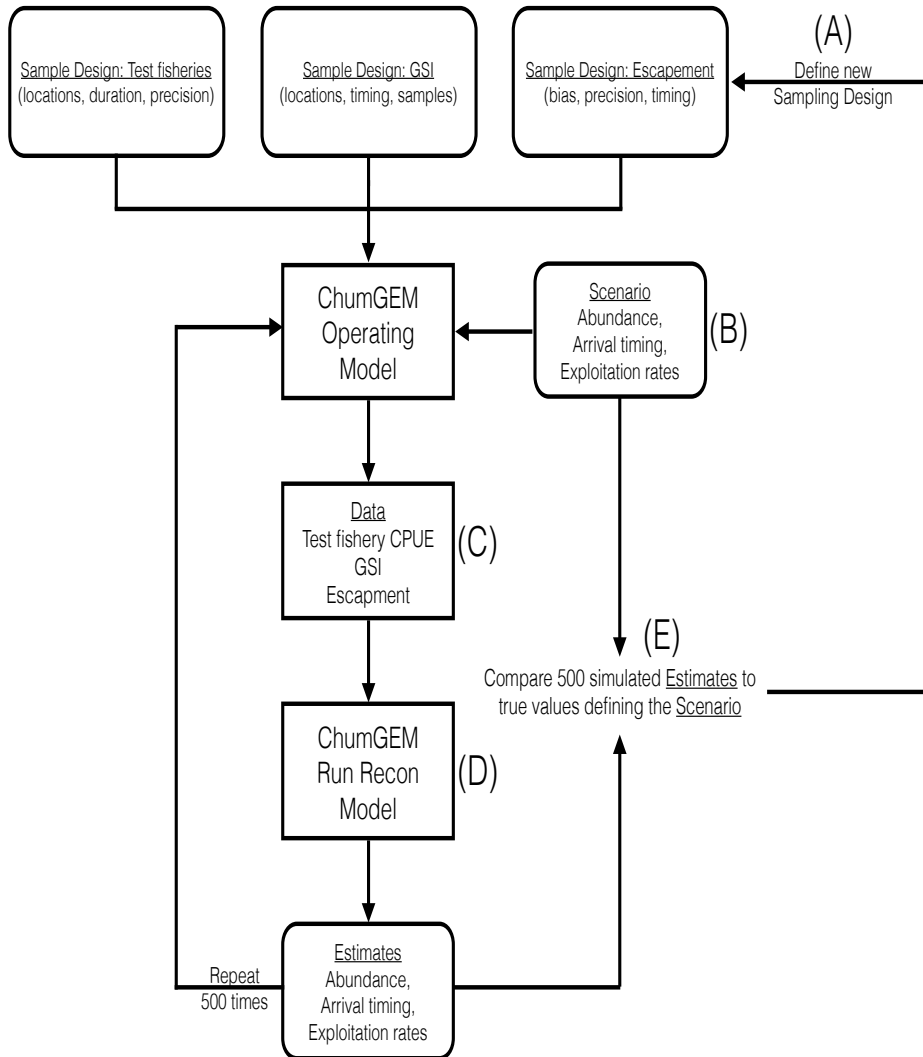 Sample Design: Test fisheries
(locations, duration, precision)
Sample Design: GSI
(locations, timing, samples)
Sample Design: Escapement
(bias, precision, timing)
(A)
Define new
Sampling Design
ChumGEM
Operating
Model
Scenario
Abundance,
Arrival timing,
Exploitation rates
(B)
Data
Test fishery CPUE
GSI
Escapment
(C)
(E)
Compare 500 simulated Estimates to
true values defining the Scenario
ChumGEM
Run Recon
Model
(D)
Repeat
500 times
Estimates
Abundance,
Arrival timing,
Exploitation rates